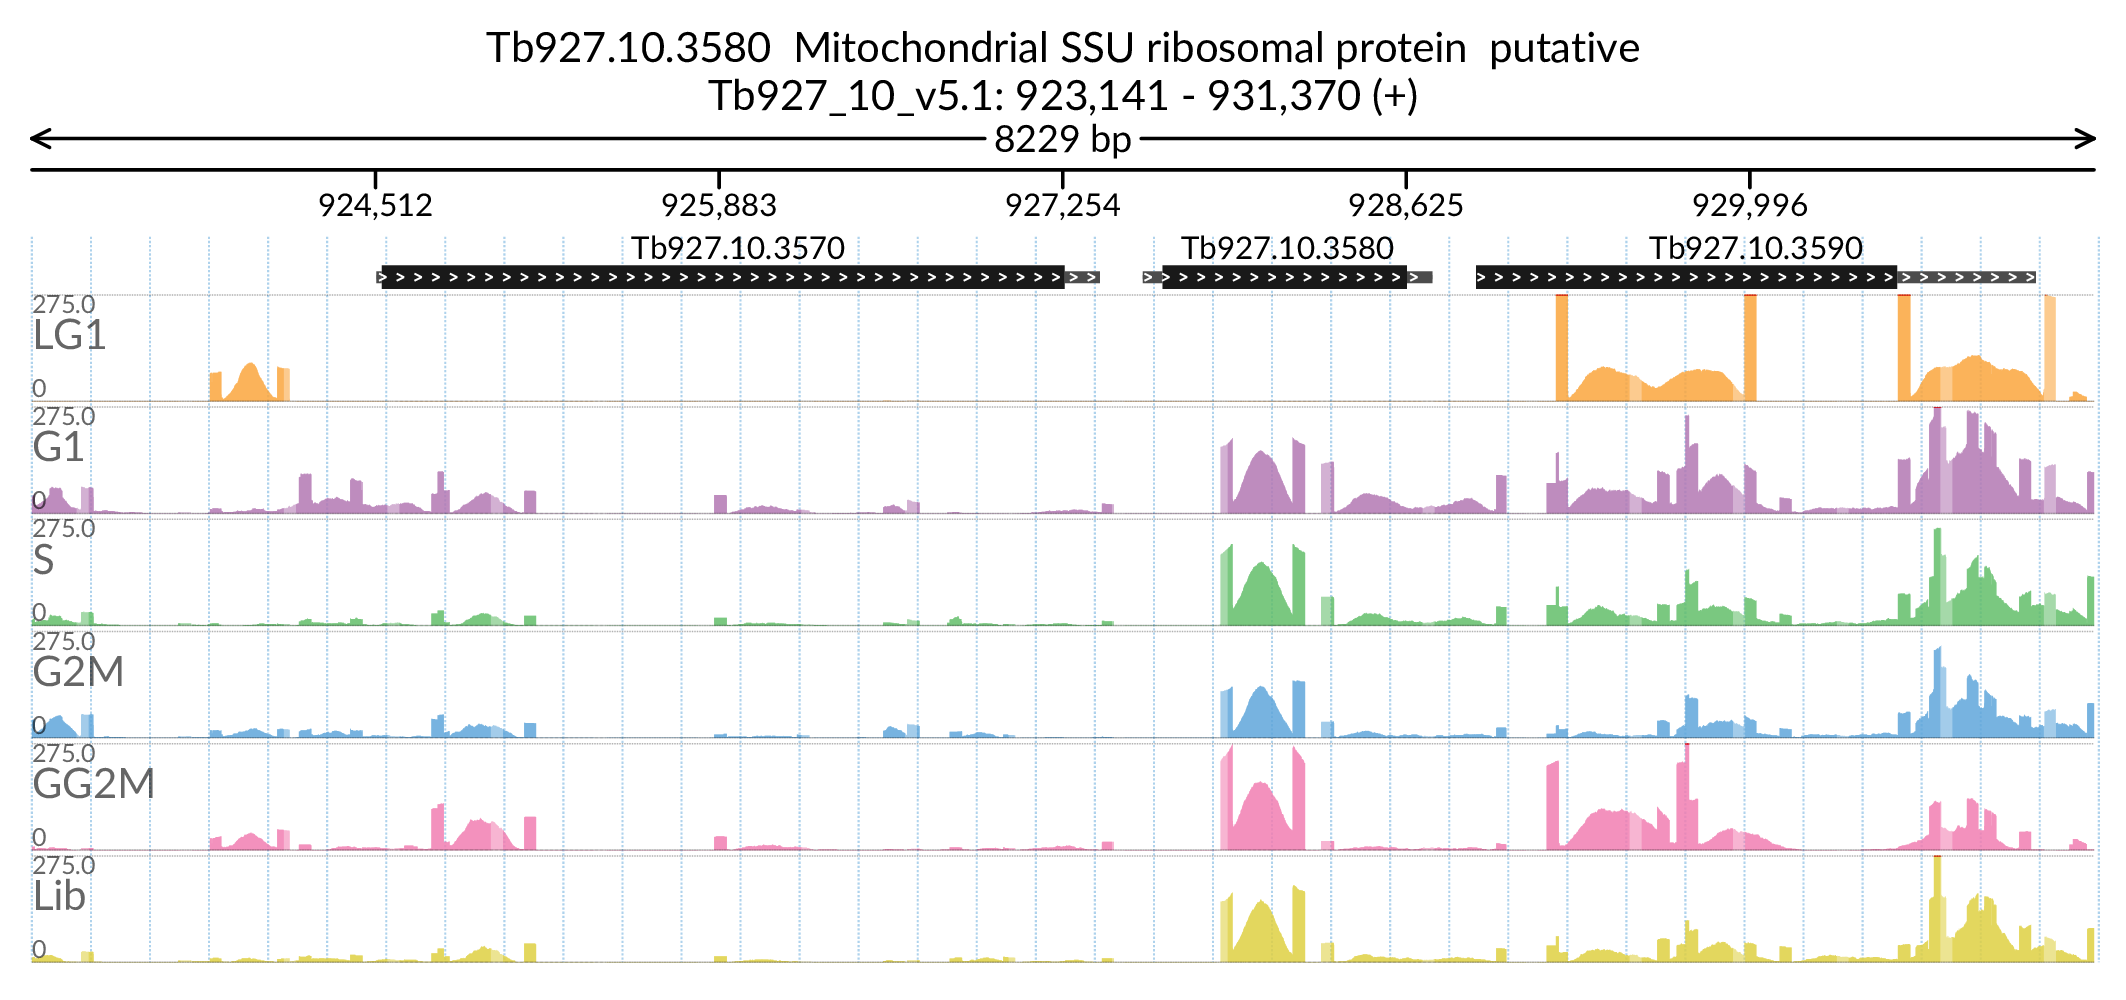 Tb927.10.3580 Mitochondrial SSU ribosomal protein putative
Tb927_10_v5.1: 923,141 - 931,370 (+)
8229 bp
924,512 925,883 927,254 928,625 929,996
Tb927.10.3570 Tb927.10.3580 Tb927.10.3590
275.0
LG1
0
275.0
G1
0
275.0
S
0
275.0
G2M
0
275.0
GG2M
0
275.0
Lib
0